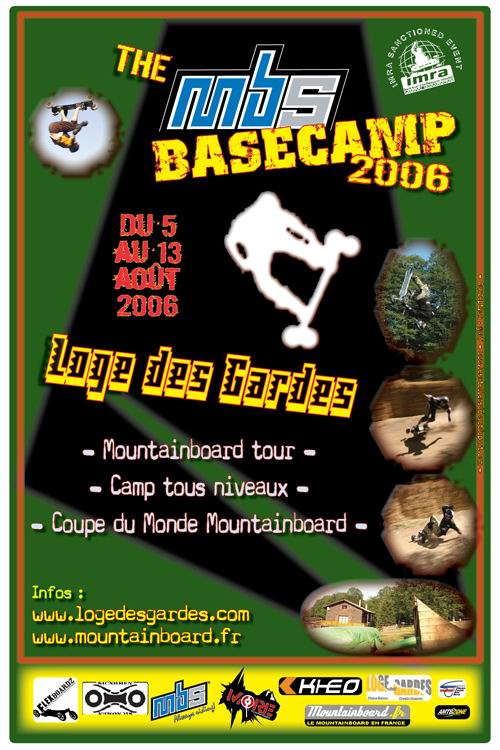 THE
mbs
BASECAMP
2006
IMRA SANCTIONED EVENT
imra
DU 5
AU 13
AOÛT
2006
Loge des Gardes
- Mountainboard tour -
- Camp tous niveaux -
- Coupe du Monde Mountainboard -
Infos :
www.logedesgardes.com
www.mountainboard.fr
FLEXBOARDZ
mbs
KHEO
LOGE DES GARDES
Mountainboard.fr
LE MOUNTAINBOARD EN FRANCE